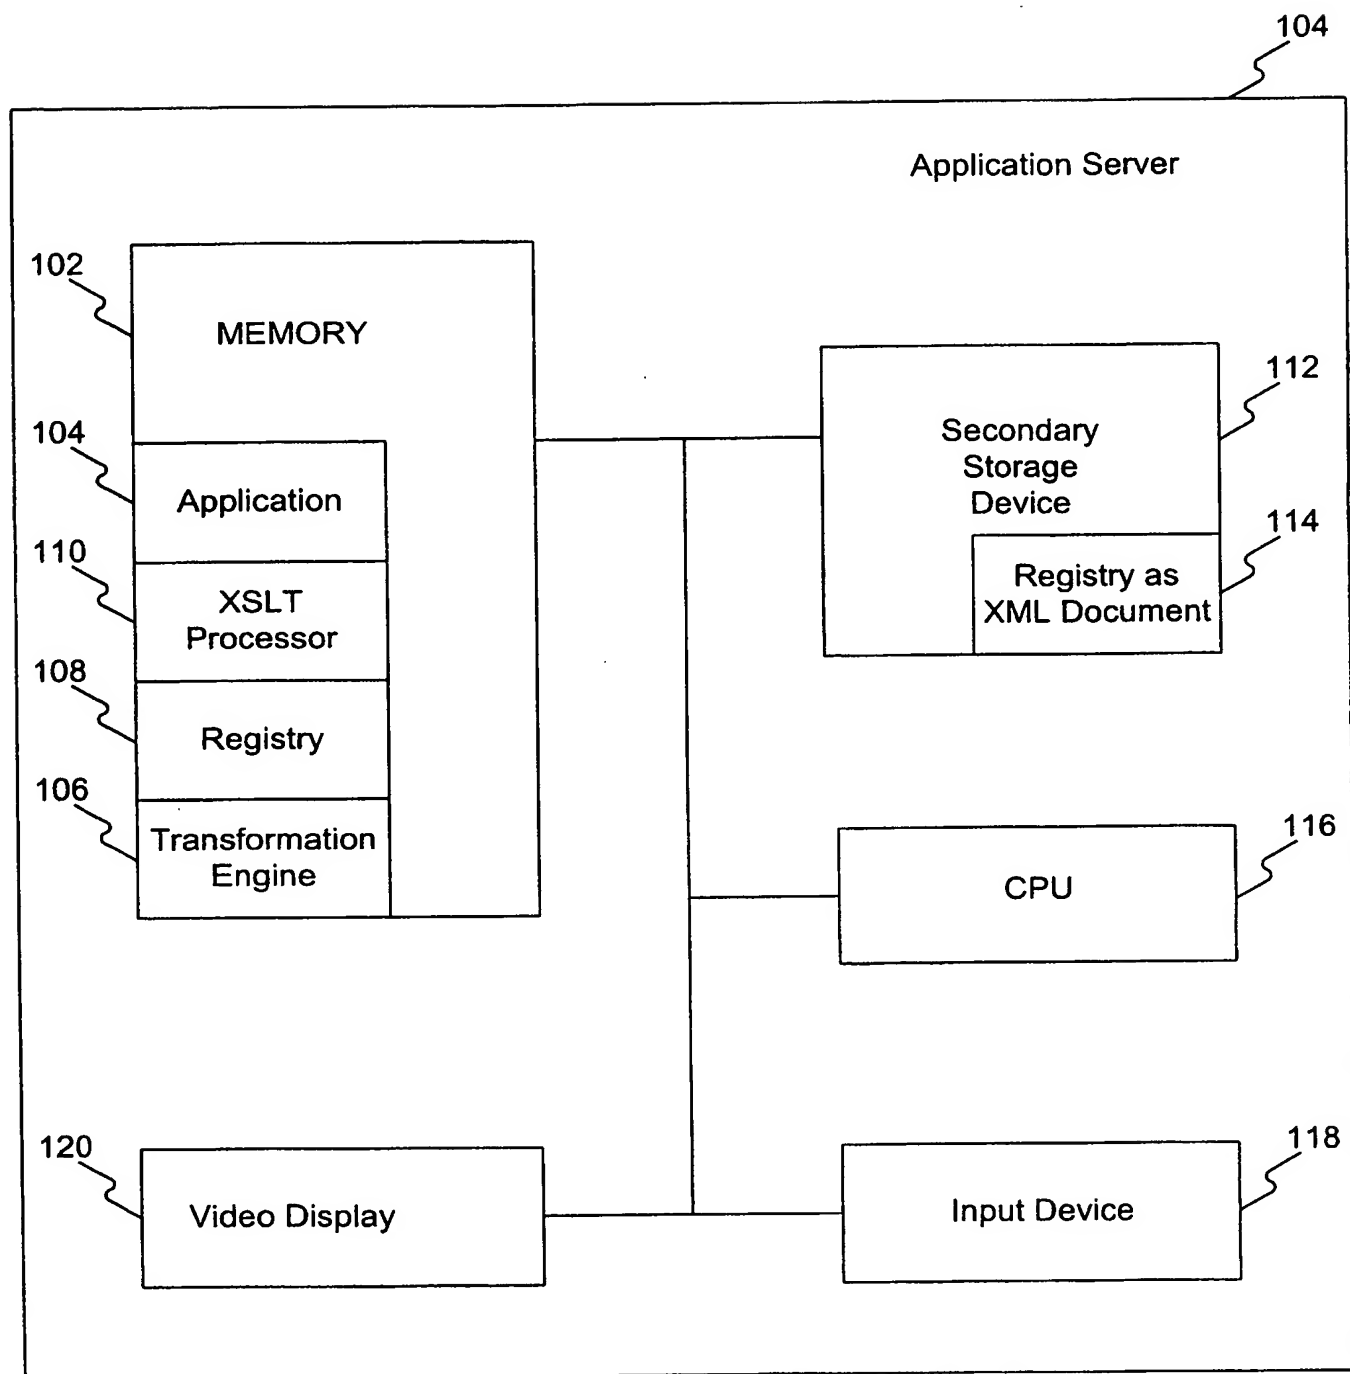 104
Application Server
102
MEMORY
104
Application
110
XSLT
Processor
108
Registry
106
Transformation
Engine
112
Secondary
Storage
Device
114
Registry as
XML Document
116
CPU
120
Video Display
118
Input Device